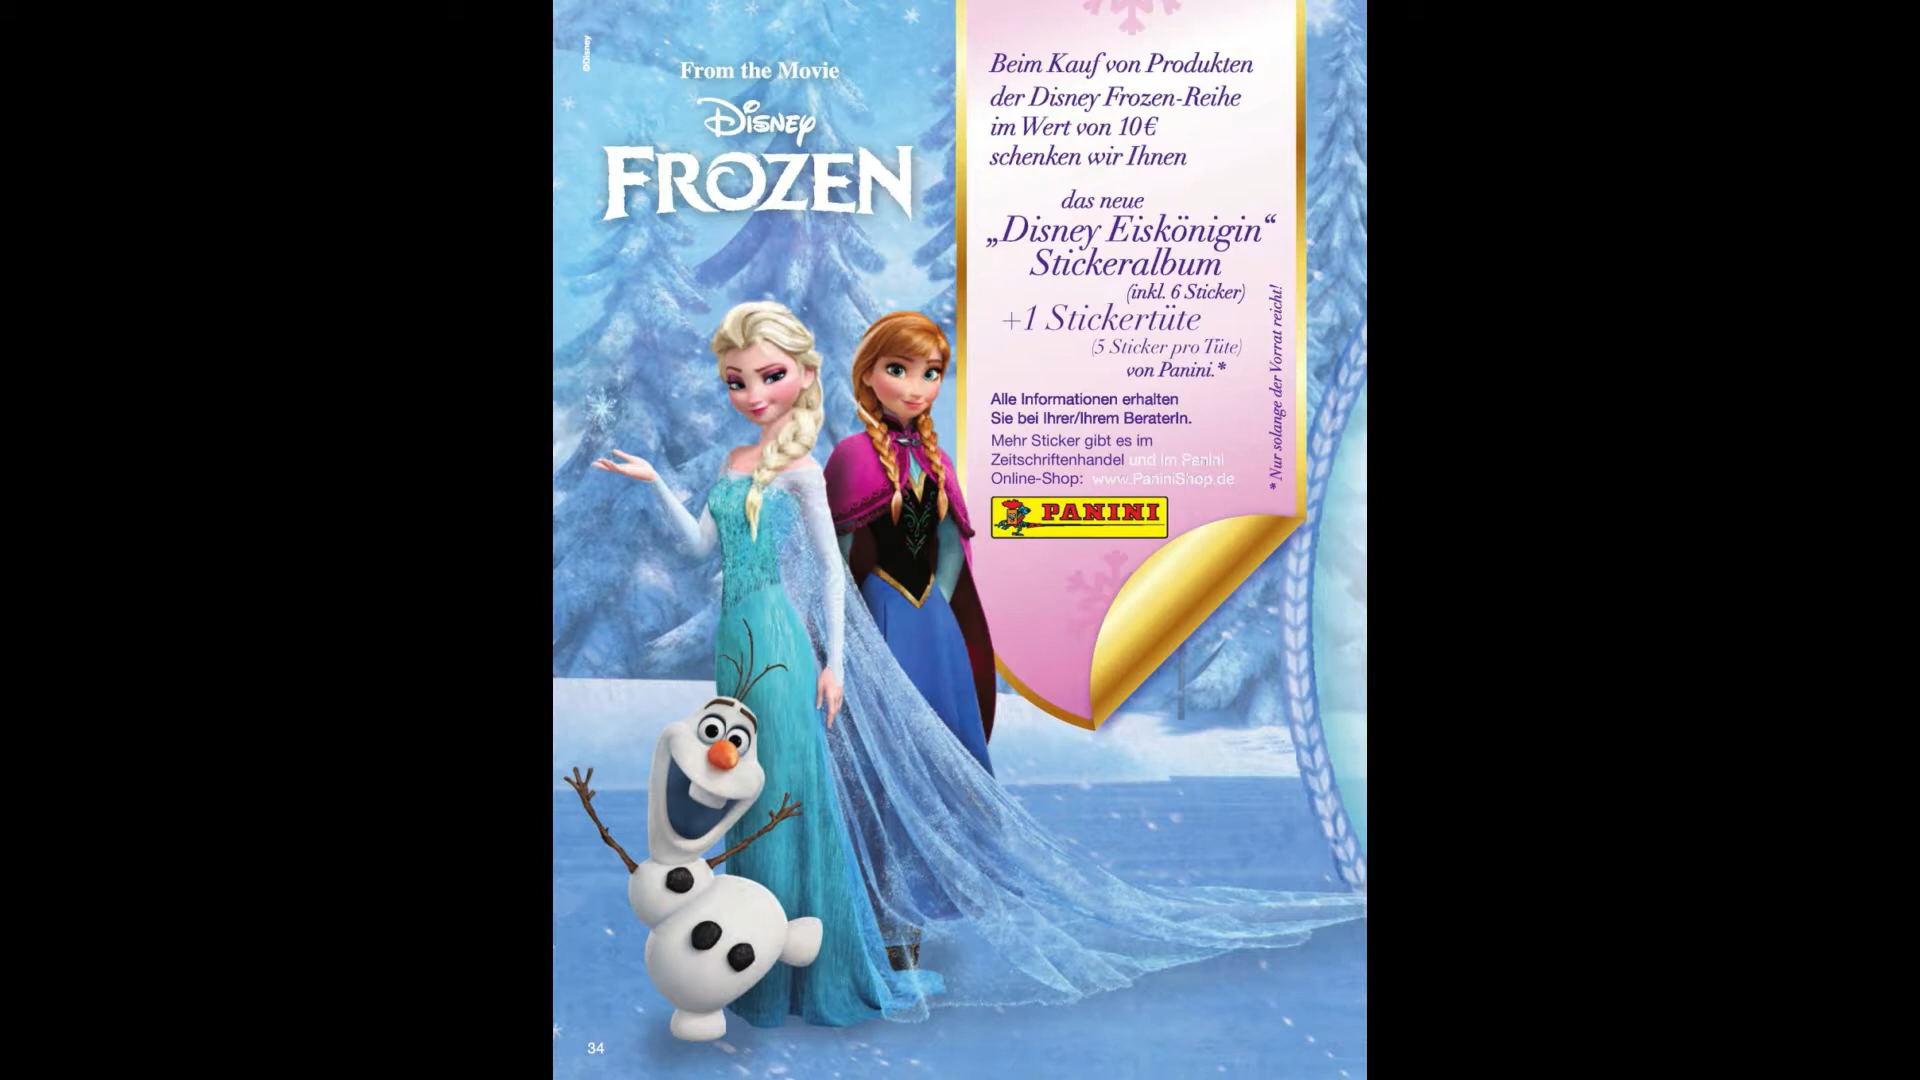 ©Disney
From the Movie
Disney
FROZEN
Beim Kauf von Produkten
der Disney Frozen-Reihe
im Wert von 10€
schenken wir Ihnen
das neue
„Disney Eiskönigin“
Stickeralbum
(inkl. 6 Sticker)
+1 Stickertüte
(5 Sticker pro Tüte)
von Panini.*
* Nur solange der Vorrat reicht!
Alle Informationen erhalten
Sie bei Ihrer/Ihrem BeraterIn.
Mehr Sticker gibt es im
Zeitschriftenhandel und im Panini
Online-Shop: www.PaniniShop.de
PANINI
34